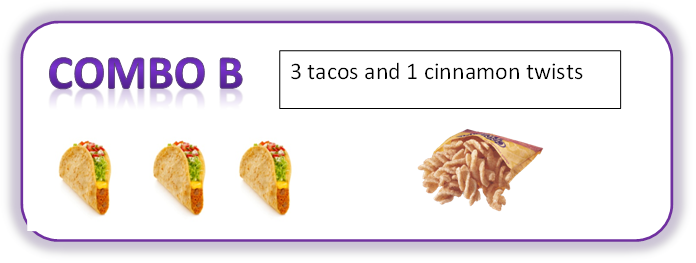 COMBO B
3 tacos and 1 cinnamon twists